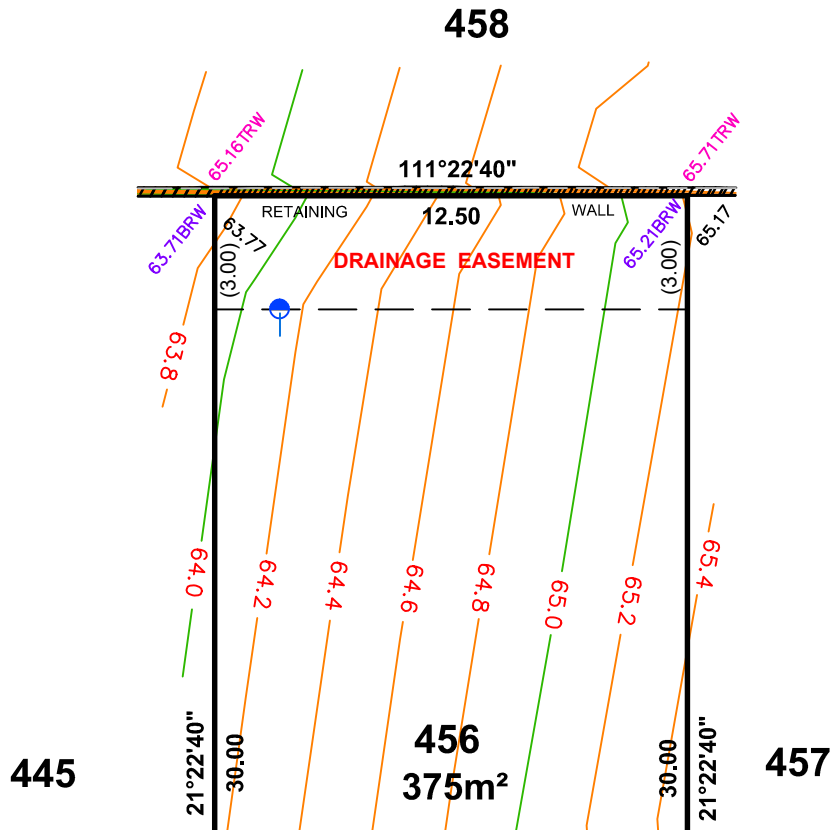 458
65.16TRW
65.71TRW
111°22'40"
RETAINING
12.50
WALL
63.71BRW
63.77
65.21BRW
65.17
(3.00)
(3.00)
DRAINAGE EASEMENT
63.8
64.0
64.2
64.4
64.6
64.8
65.0
65.2
65.4
21°22'40"
30.00
456
375m²
30.00
21°22'40"
445
457